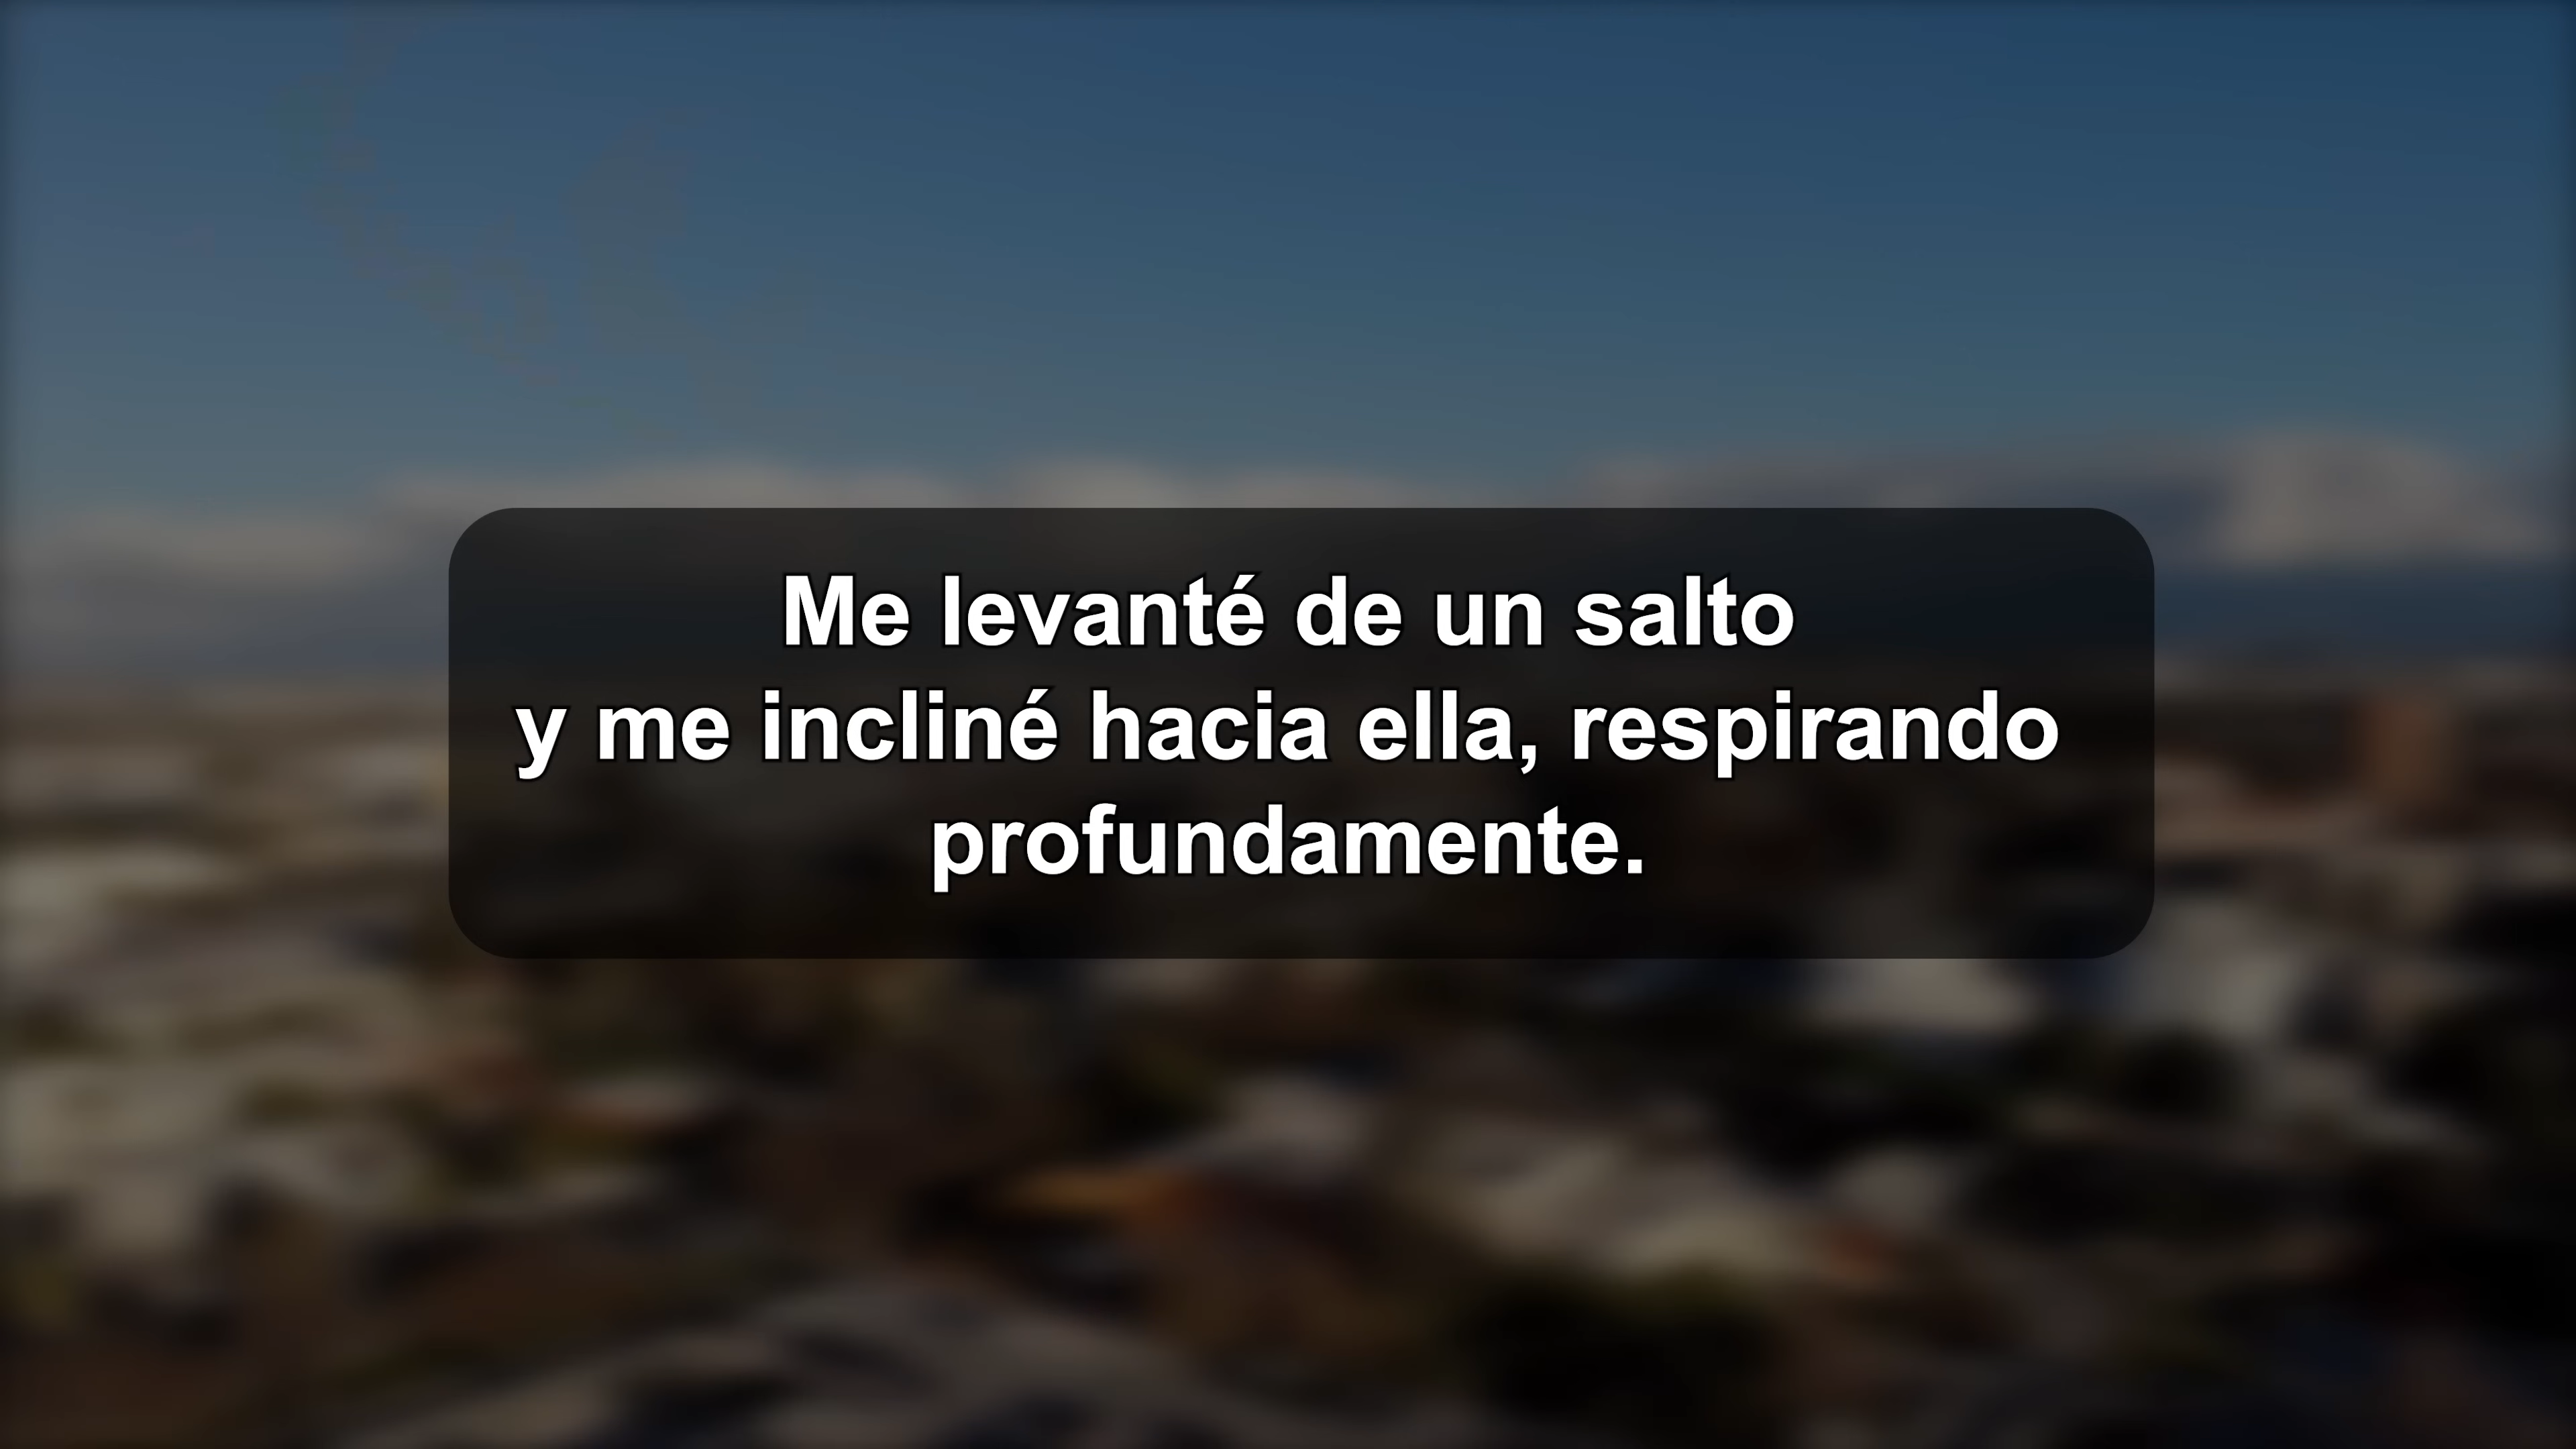 Me levanté de un salto
y me incliné hacia ella, respirando
profundamente.